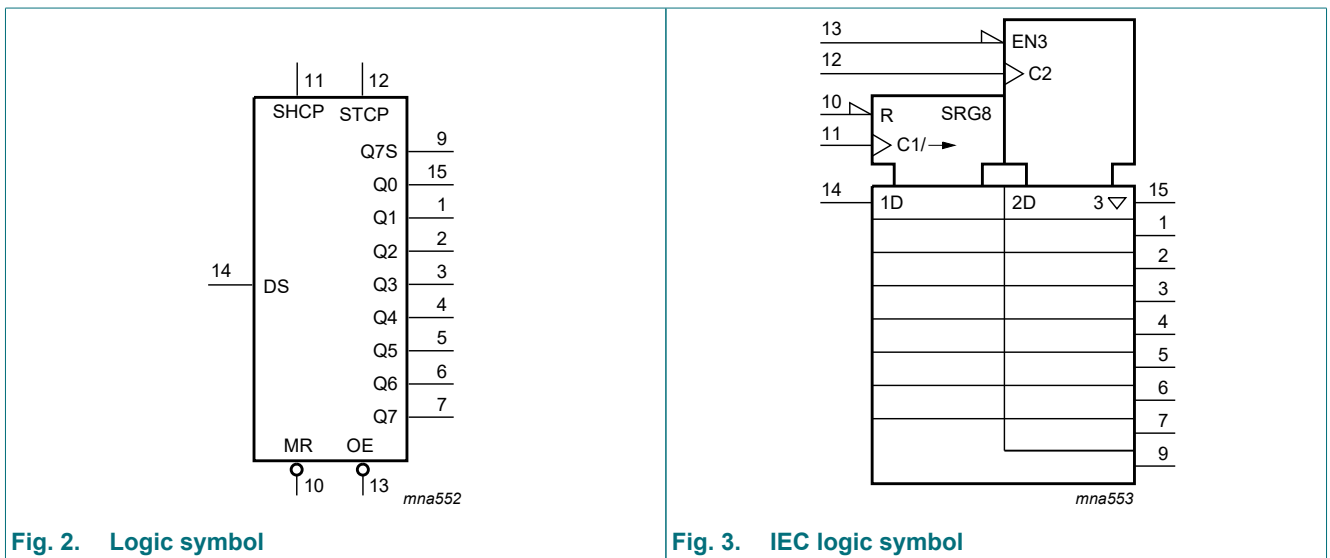 11 12
SHCP STCP
Q7S 9
Q0 15
Q1 1
Q2 2
14 DS Q3 3
Q4 4
Q5 5
Q6 6
Q7 7
MR OE
10 13
mna552
Fig. 2. Logic symbol
13 EN3
12 C2
10 R SRG8
11 C1/
14 1D 2D 3 15
1
2
3
4
5
6
7
9
mna553
Fig. 3. IEC logic symbol